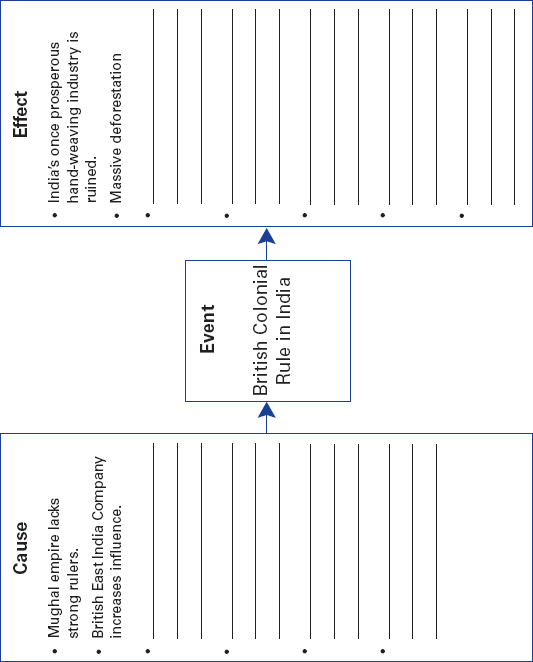 Cause
• Mughal empire lacks
strong rulers.
• British East India Company
increases influence.
•
•
•
•
Event
British Colonial
Rule in India
Effect
• India's once prosperous
hand-weaving industry is
ruined.
• Massive deforestation
•
•
•
•
•